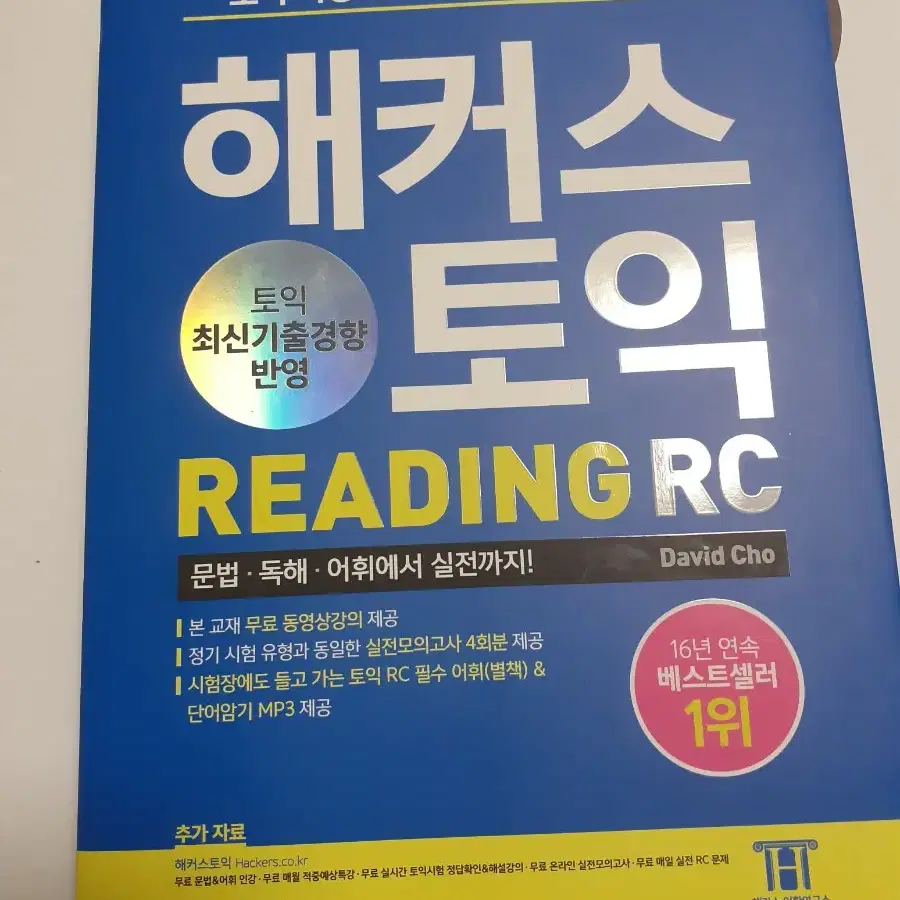 해커스
토익
토익
최신기출경향
반영
READING RC
문법·독해·어휘에서 실전까지!
David Cho
본 교재 무료 동영상강의 제공
정기 시험 유형과 동일한 실전모의고사 4회분 제공
시험장에도 들고 가는 토익 RC 필수 어휘(별책) &
단어암기 MP3 제공
16년 연속
베스트셀러
1위
추가 자료
해커스토익 Hackers.co.kr
무료 문법&어휘 인강·무료 매월 적중예상특강·무료 실시간 토익시험 정답확인&해설강의·무료 온라인 실전모의고사·무료 매일 실전 RC 문제